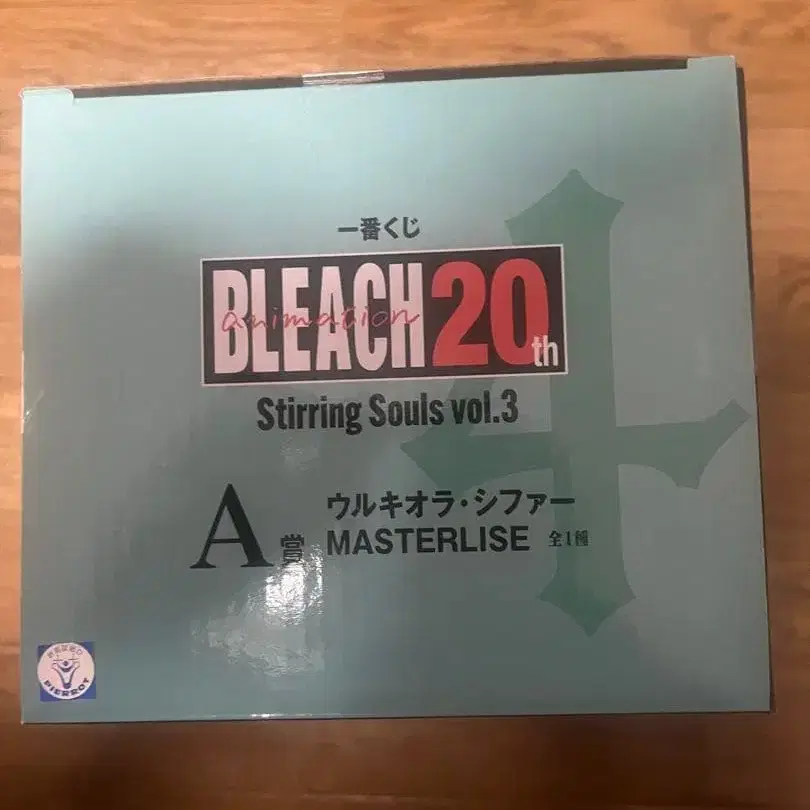 一番くじ
BLEACH 20th
animation
Stirring Souls vol.3
A賞
ウルキオラ・シファー
MASTERLISE 全1種
PIERROT